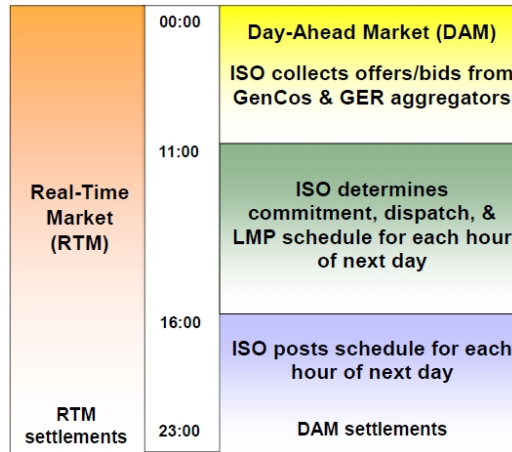 Real-Time
Market
(RTM)
RTM
settlements
00:00
11:00
16:00
23:00
Day-Ahead Market (DAM)
ISO collects offers/bids from
GenCos & GER aggregators
ISO determines
commitment, dispatch, &
LMP schedule for each hour
of next day
ISO posts schedule for each
hour of next day
DAM settlements